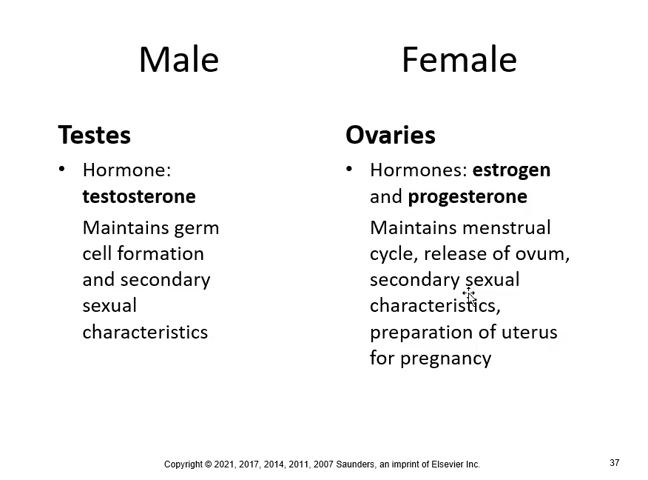 Male
Female
Testes
• Hormone:
testosterone
Maintains germ
cell formation
and secondary
sexual
characteristics
Ovaries
• Hormones: estrogen
and progesterone
Maintains menstrual
cycle, release of ovum,
secondary sexual
characteristics,
preparation of uterus
for pregnancy
Copyright © 2021, 2017, 2014, 2011, 2007 Saunders, an imprint of Elsevier Inc.
37